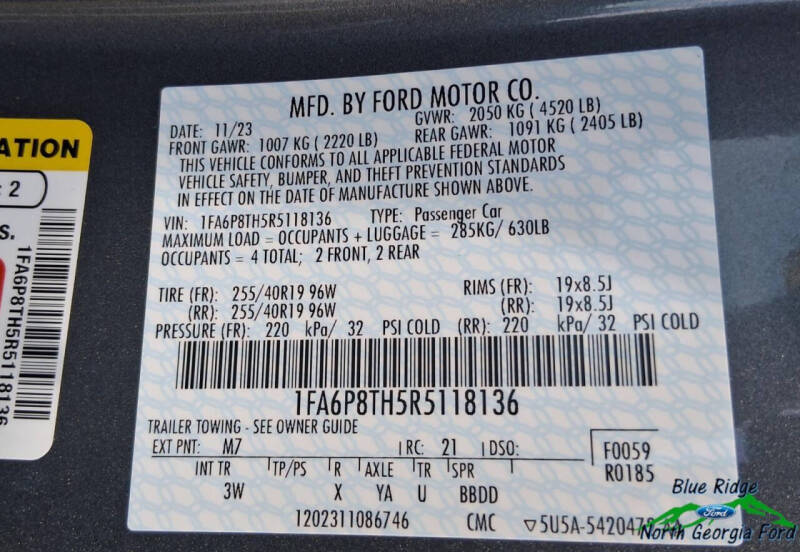 MFD. BY FORD MOTOR CO.
DATE: 11/23 GVWR: 2050 KG ( 4520 LB)
FRONT GAWR: 1007 KG ( 2220 LB) REAR GAWR: 1091 KG ( 2405 LB)
THIS VEHICLE CONFORMS TO ALL APPLICABLE FEDERAL MOTOR
VEHICLE SAFETY, BUMPER, AND THEFT PREVENTION STANDARDS
IN EFFECT ON THE DATE OF MANUFACTURE SHOWN ABOVE.
VIN: 1FA6P8TH5R5118136 TYPE: Passenger Car
MAXIMUM LOAD = OCCUPANTS + LUGGAGE = 285KG/ 630LB
OCCUPANTS = 4 TOTAL; 2 FRONT, 2 REAR
TIRE (FR): 255/40R19 96W RIMS (FR): 19x8.5J
(RR): 255/40R19 96W (RR): 19x8.5J
PRESSURE (FR): 220 kPa/ 32 PSI COLD (RR): 220 kPa/ 32 PSI COLD
1FA6P8TH5R5118136
TRAILER TOWING - SEE OWNER GUIDE
EXT PNT: M7 RC: 21 DSO: F0059
R0185
INT TR TP/PS R AXLE TR SPR
3W X YA U BBDD
1202311086746 CMC ▽5U5A-542047
ATION
: 2
S.
1FA6P8TH5R5118136
Blue Ridge
Ford
North Georgia Ford